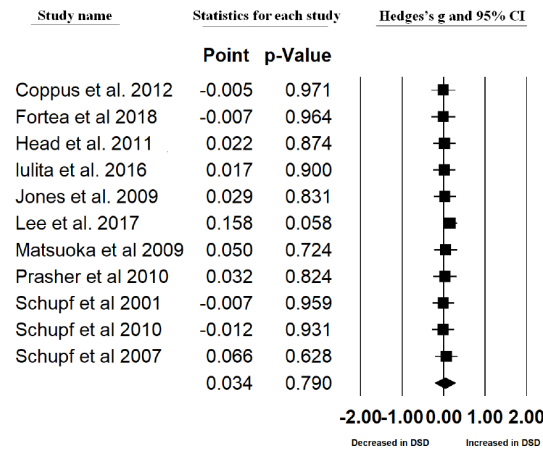 Study name Statistics for each study Hedges's g and 95% CI
Point p-Value
Coppus et al. 2012 -0.005 0.971
Fortea et al 2018 -0.007 0.964
Head et al. 2011 0.022 0.874
Iulita et al. 2016 0.017 0.900
Jones et al. 2009 0.029 0.831
Lee et al. 2017 0.158 0.058
Matsuoka et al 2009 0.050 0.724
Prasher et al 2010 0.032 0.824
Schupf et al. 2001 -0.007 0.959
Schupf et al. 2010 -0.012 0.931
Schupf et al 2007 0.066 0.628
0.034 0.790
-2.00 -1.00 0.00 1.00 2.00
Decreased in DSD Increased in DSD